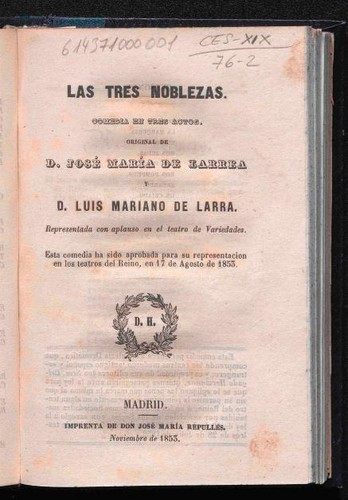 614571000001
CES-XIX
76-2
LAS TRES NOBLEZAS.
COMEDIA EN TRES ACTOS,
ORIGINAL DE
D. JOSÉ MARÍA DE LARREA
Y
D. LUIS MARIANO DE LARRA.
Representada con aplauso en el teatro de Variedades.
Esta comedia ha sido aprobada para su representacion
en los teatros del Reino, en 17 de Agosto de 1853.
D. H.
MADRID.
IMPRENTA DE DON JOSÉ MARÍA REPULLÉS.
Noviembre de 1853.